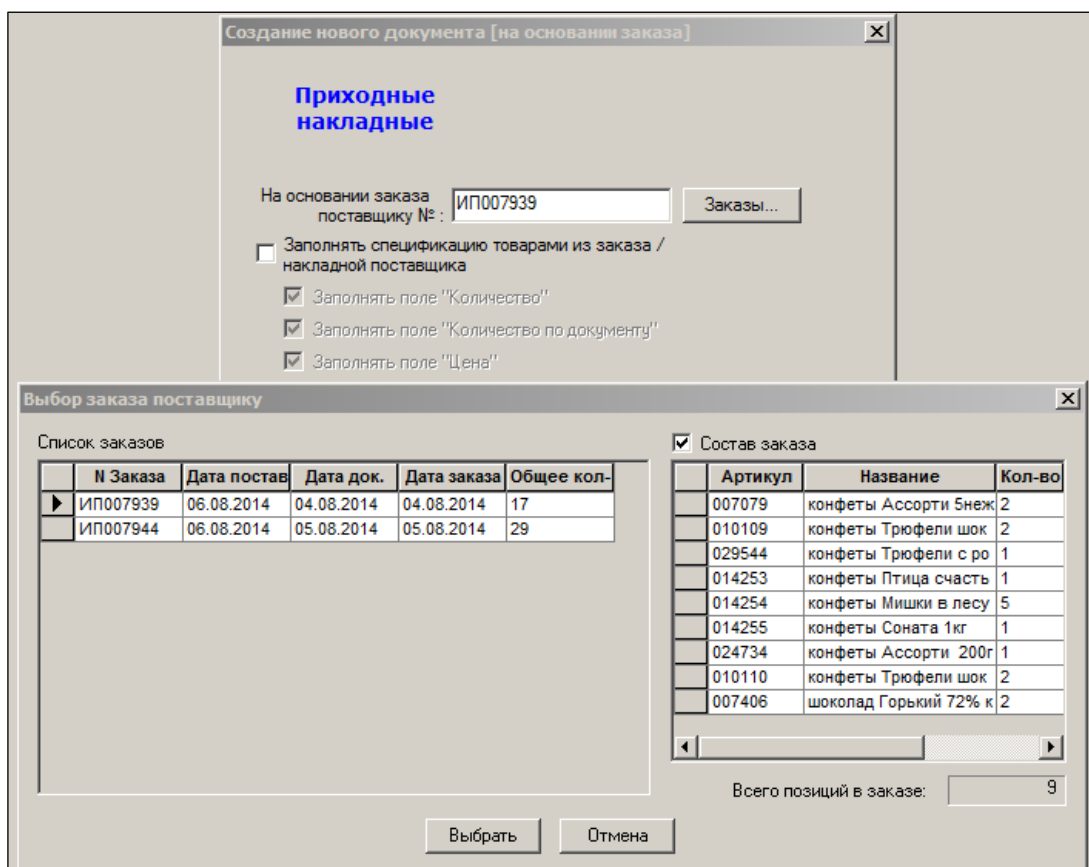 Создание нового документа [на основании заказа]
Приходные
накладные
На основании заказа
поставщику № :
ИП007939
Заказы...
Заполнять спецификацию товарами из заказа /
накладной поставщика
Заполнять поле "Количество"
Заполнять поле "Количество по документу"
Заполнять поле "Цена"
Выбор заказа поставщику
Список заказов
N Заказа Дата постав Дата док. Дата заказа Общее кол-
ИП007939 06.08.2014 04.08.2014 04.08.2014 17
ИП007944 06.08.2014 05.08.2014 05.08.2014 29
Состав заказа
Артикул Название Кол-во
007079 конфеты Ассорти 5неж 2
010109 конфеты Трюфели шок 2
029544 конфеты Трюфели с ро 1
014253 конфеты Птица счасть 1
014254 конфеты Мишки в лесу 5
014255 конфеты Соната 1кг 1
024734 конфеты Ассорти 200г 1
010110 конфеты Трюфели шок 2
007406 шоколад Горький 72% к 2
Всего позиций в заказе: 9
Выбрать
Отмена